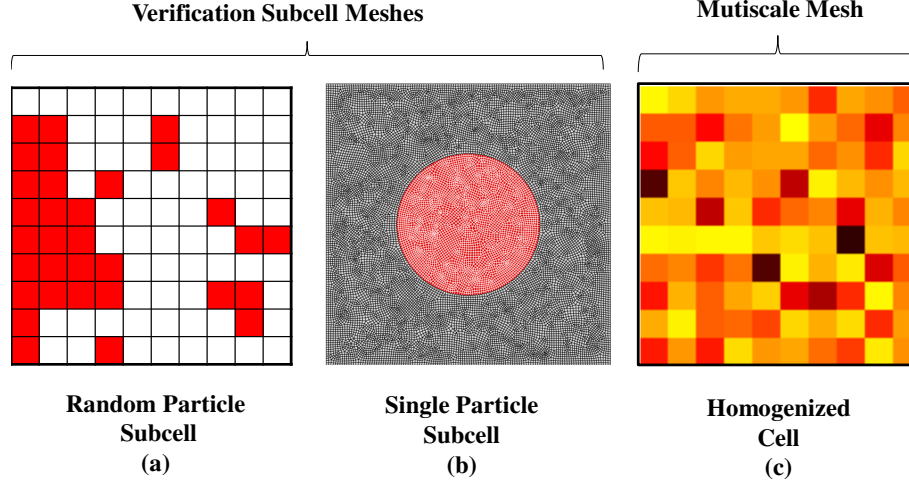 Verification Subcell Meshes
Mutiscale Mesh
Random Particle
Subcell
(a)
Single Particle
Subcell
(b)
Homogenized
Cell
(c)